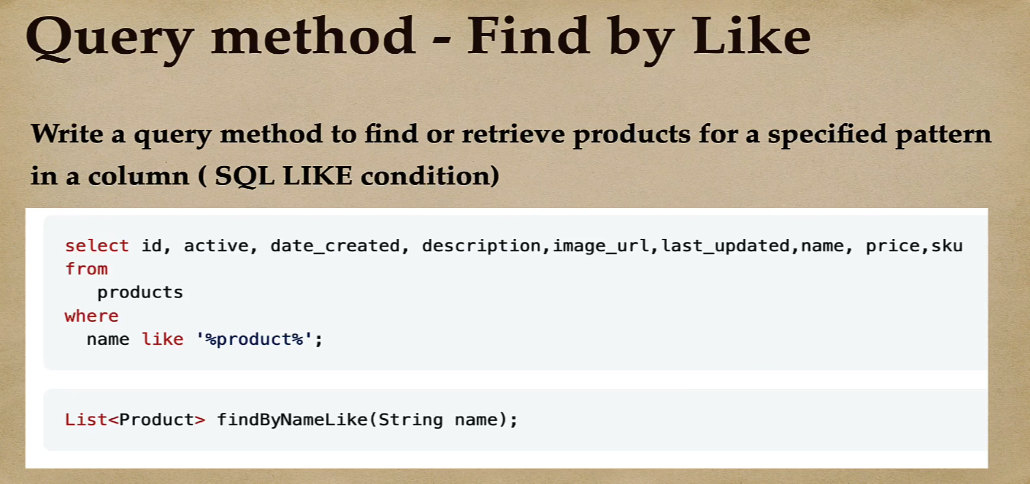 Query method - Find by Like
Write a query method to find or retrieve products for a specified pattern
in a column ( SQL LIKE condition)
select id, active, date_created, description,image_url,last_updated,name, price,sku
from
products
where
name like '%product%';
List<Product> findByNameLike(String name);